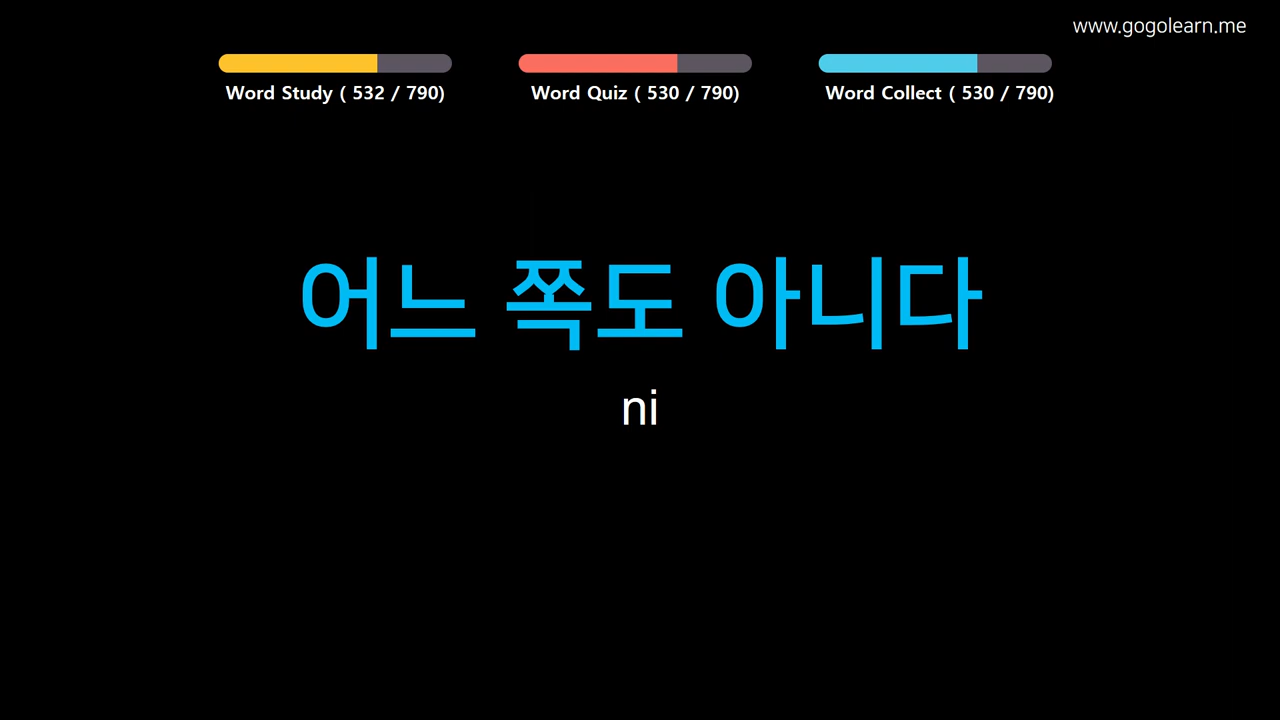 www.gogolearn.me
Word Study ( 532 / 790)
Word Quiz ( 530 / 790)
Word Collect ( 530 / 790)
어느 쪽도 아니다
ni